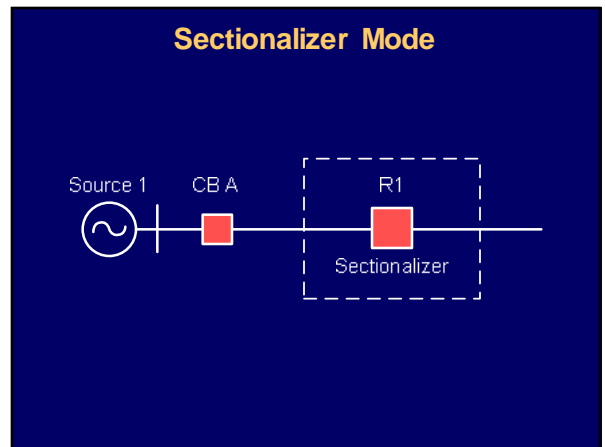 Sectionalizer Mode
Source 1 CB A R1
Sectionalizer